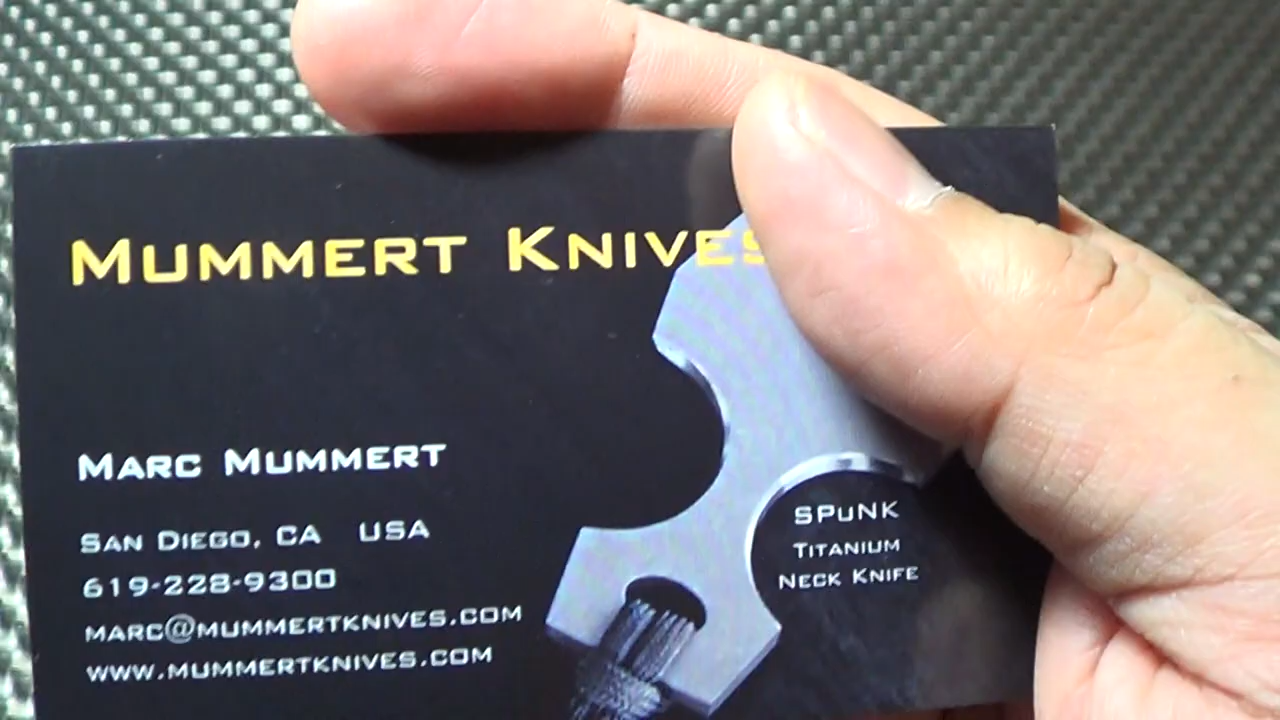 MUMMERT KNIVES
MARC MUMMERT
SAN DIEGO, CA USA
619-228-9300
MARC@MUMMERTKNIVES.COM
WWW.MUMMERTKNIVES.COM
SPuNK
TITANIUM
NECK KNIFE